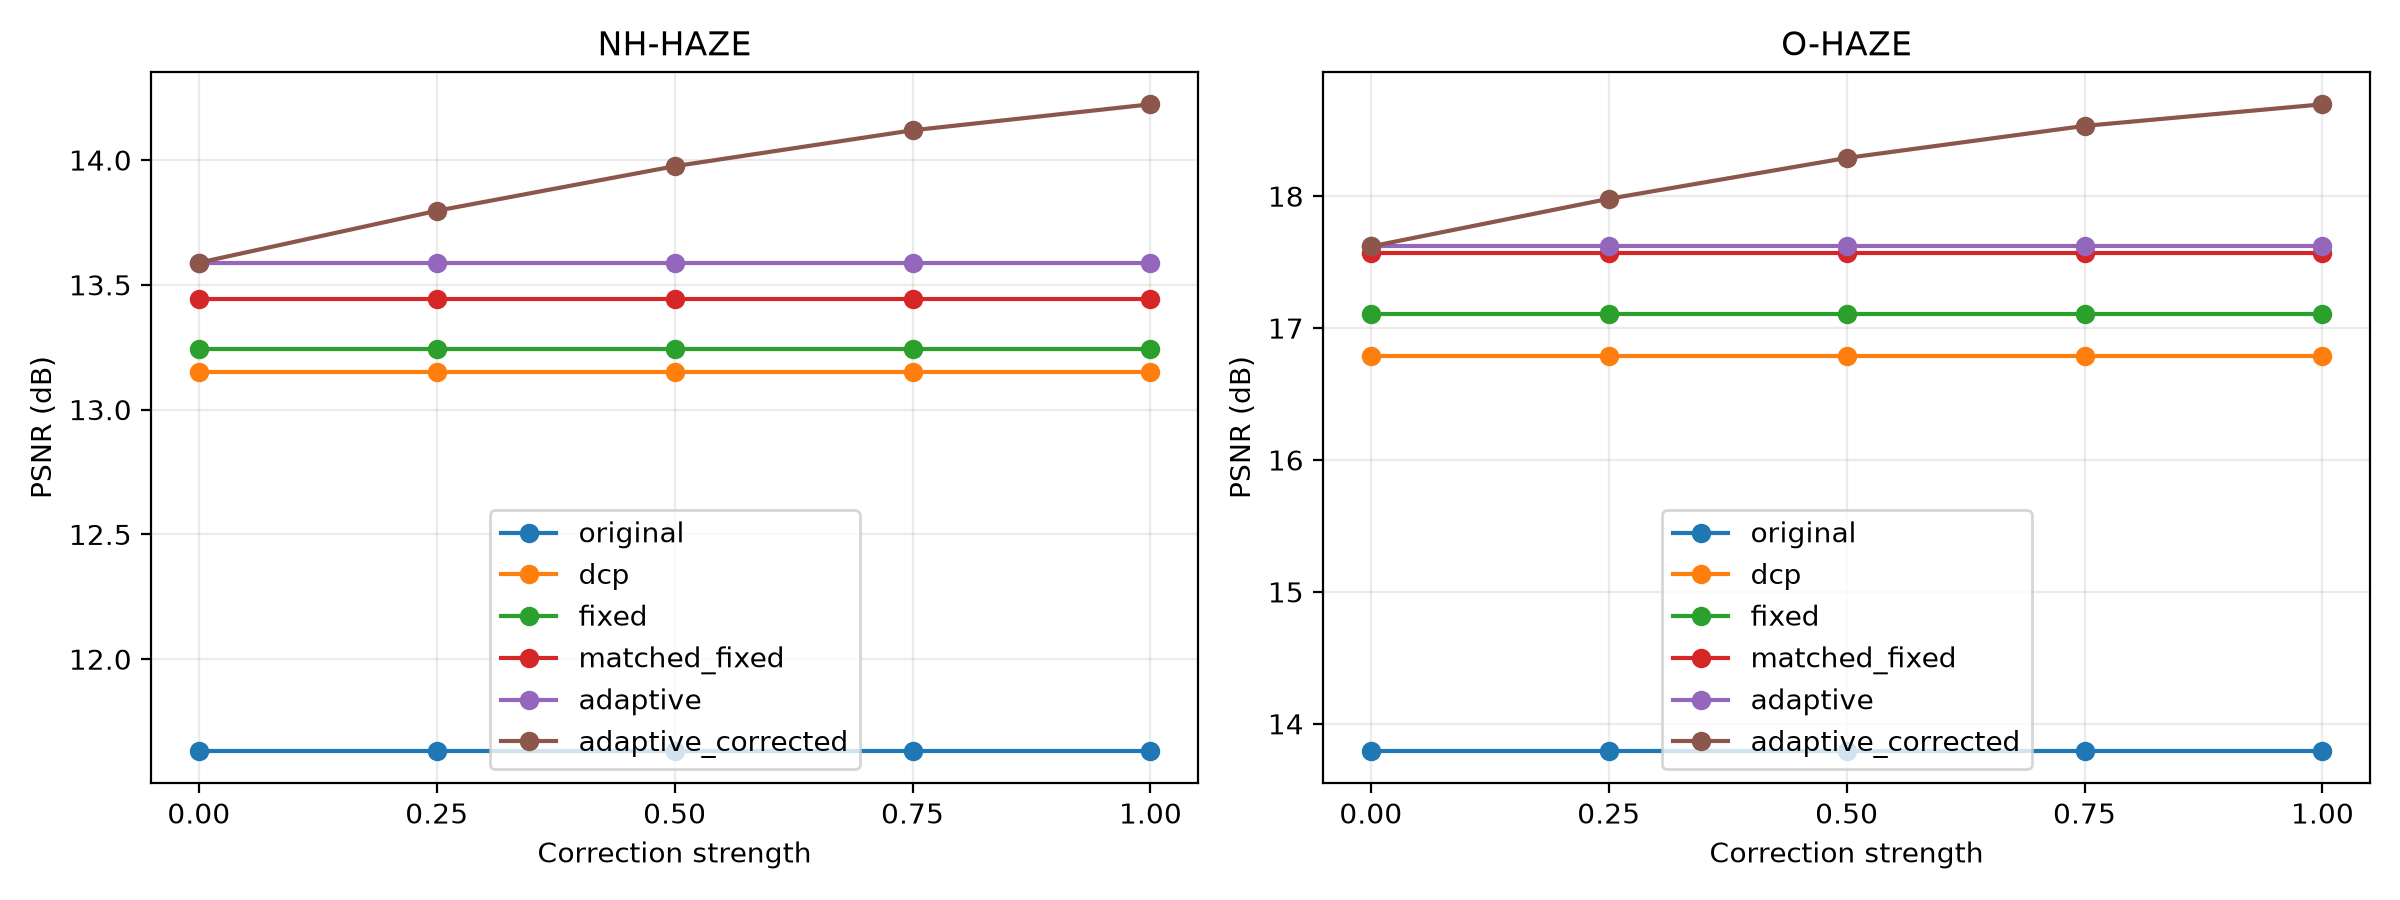 NH-HAZE
PSNR (dB)
14.0
13.5
13.0
12.5
12.0
original
dcp
fixed
matched_fixed
adaptive
adaptive_corrected
0.00 0.25 0.50 0.75 1.00
Correction strength
O-HAZE
PSNR (dB)
18
17
16
15
14
original
dcp
fixed
matched_fixed
adaptive
adaptive_corrected
0.00 0.25 0.50 0.75 1.00
Correction strength